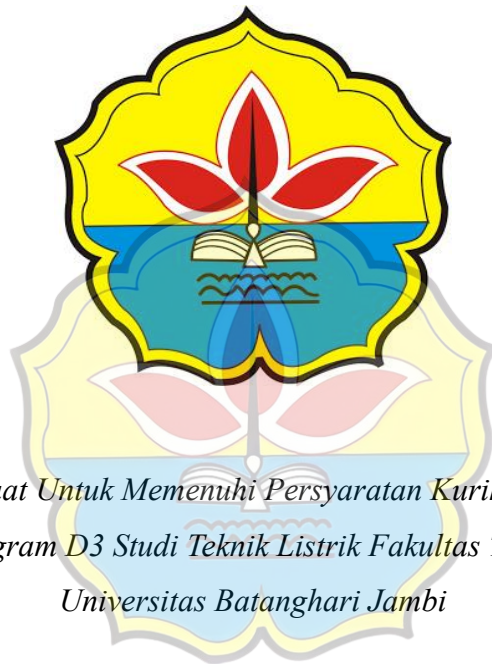 Untuk Memenuhi Persyaratan
D3 Studi Teknik Listrik Fakultas
Universitas Batanghari Jambi